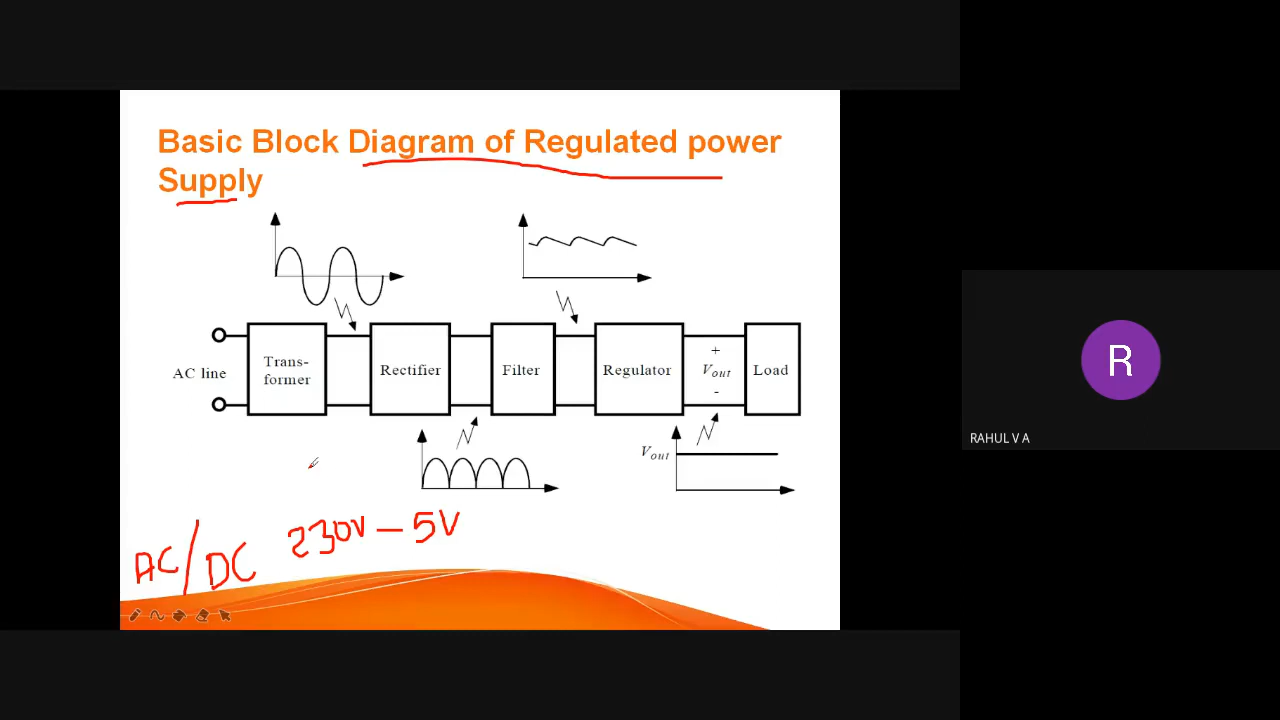 Basic Block Diagram of Regulated power
Supply
AC line
Trans-
former
Rectifier
Filter
Regulator
+
Vout
-
Load
Vout
AC/DC 230V - 5V
R
RAHUL V A